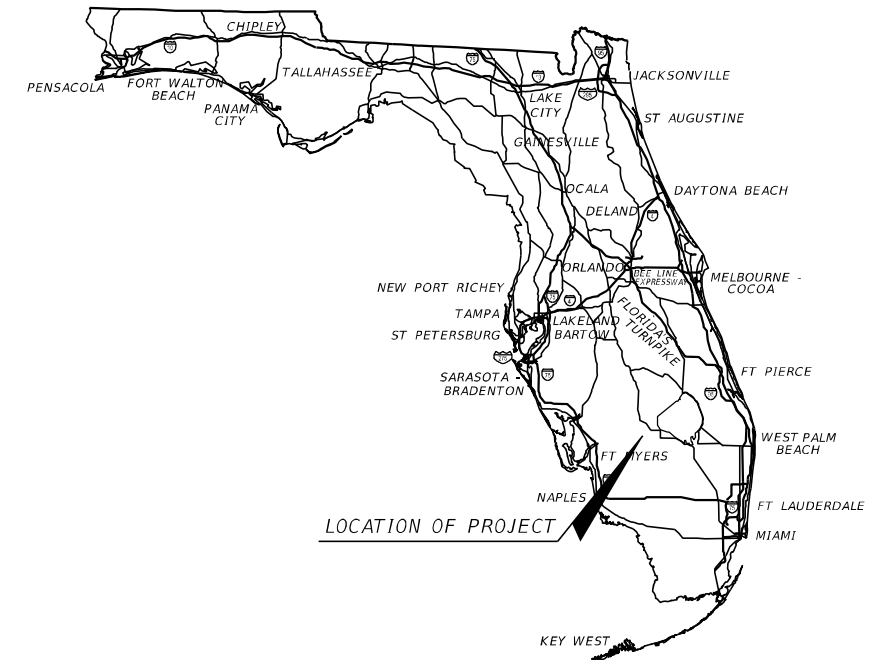 CHIPLEY
PENSACOLA
FORT WALTON
BEACH
PANAMA
CITY
TALLAHASSEE
LAKE
CITY
JACKSONVILLE
ST AUGUSTINE
GAINESVILLE
OCALA
DAYTONA BEACH
DELAND
ORLANDO
BEE LINE
EXPRESSWAY
MELBOURNE -
COCOA
NEW PORT RICHEY
TAMPA
ST PETERSBURG
LAKELAND
BARTOW
FLORIDA'S
TURNPIKE
SARASOTA -
BRADENTON
FT PIERCE
WEST PALM
BEACH
FT MYERS
NAPLES
FT LAUDERDALE
MIAMI
LOCATION OF PROJECT
KEY WEST